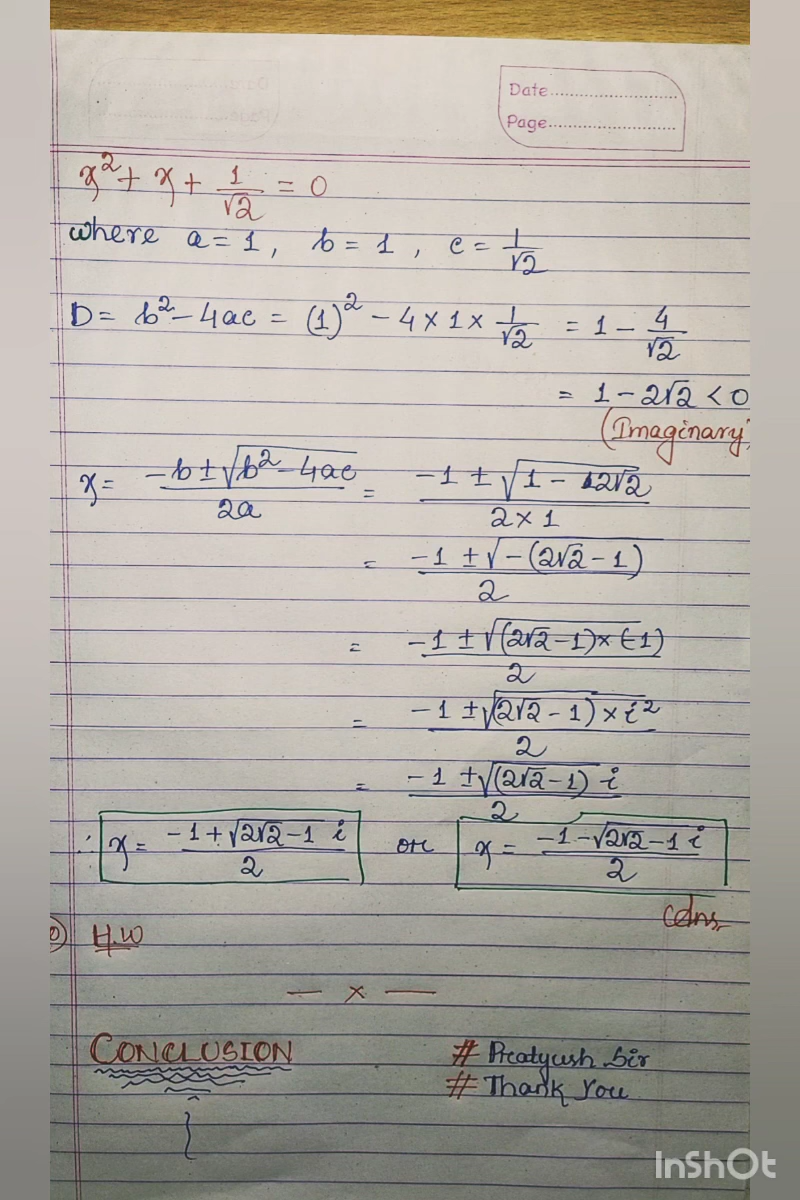 Date..............................
Page..............................
x² + x + 1/√2 = 0
where a = 1, b = 1, c = 1/√2
D = b² - 4ac = (1)² - 4 × 1 × 1/√2 = 1 - 4/√2
= 1 - 2√2 < 0
(Imaginary)
x = (-b ± √(b² - 4ac))/2a = (-1 ± √(1 - 2√2))/(2 × 1)
= (-1 ± √(-(2√2 - 1)))/2
= (-1 ± √((2√2 - 1) × (-1)))/2
= (-1 ± √((2√2 - 1) × i²))/2
= (-1 ± √(2√2 - 1) i)/2
∴ x = (-1 + √(2√2 - 1) i)/2 or x = (-1 - √(2√2 - 1) i)/2
Ans.
H.W
— × —
CONCLUSION
# Pratyush Sir
# Thank You
InShOt